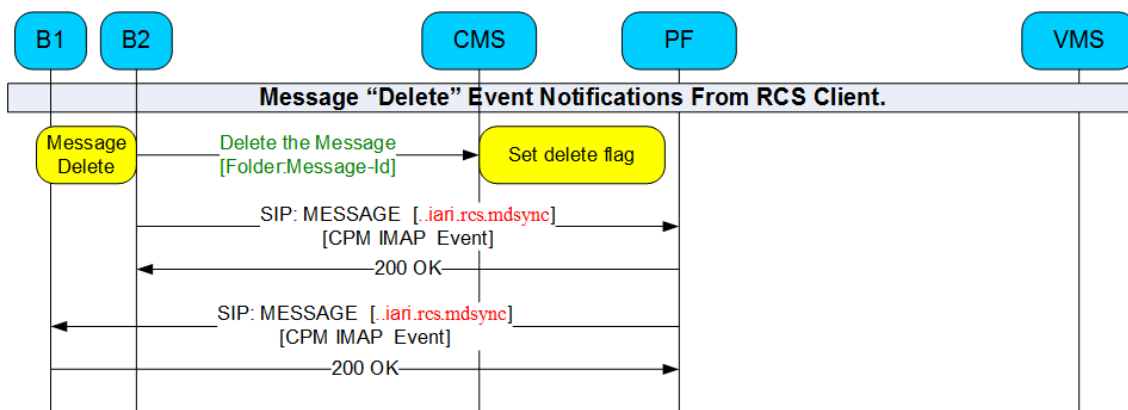 B1 B2 CMS PF VMS
Message “Delete” Event Notifications From RCS Client.
Message
Delete
Delete the Message
[Folder:Message-Id]
Set delete flag
SIP: MESSAGE [..iari.rcs.mdsync]
[CPM IMAP Event]
200 OK
SIP: MESSAGE [..iari.rcs.mdsync]
[CPM IMAP Event]
200 OK